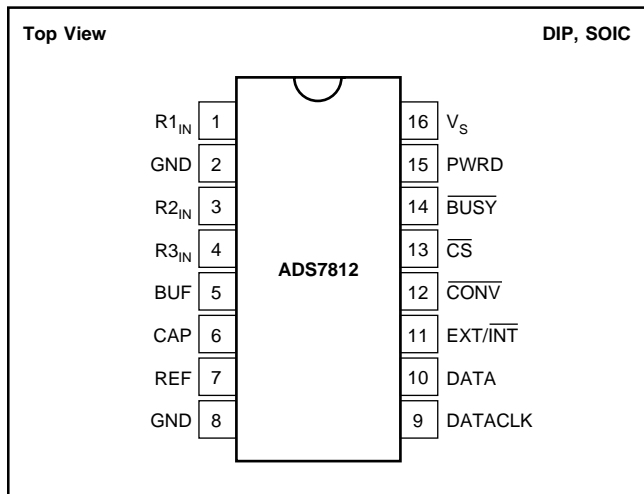 Top View DIP, SOIC
R1IN 1 16 VS
GND 2 15 PWRD
R2IN 3 14 BUSY
R3IN 4 13 CS
ADS7812
BUF 5 12 CONV
CAP 6 11 EXT/INT
REF 7 10 DATA
GND 8 9 DATACLK